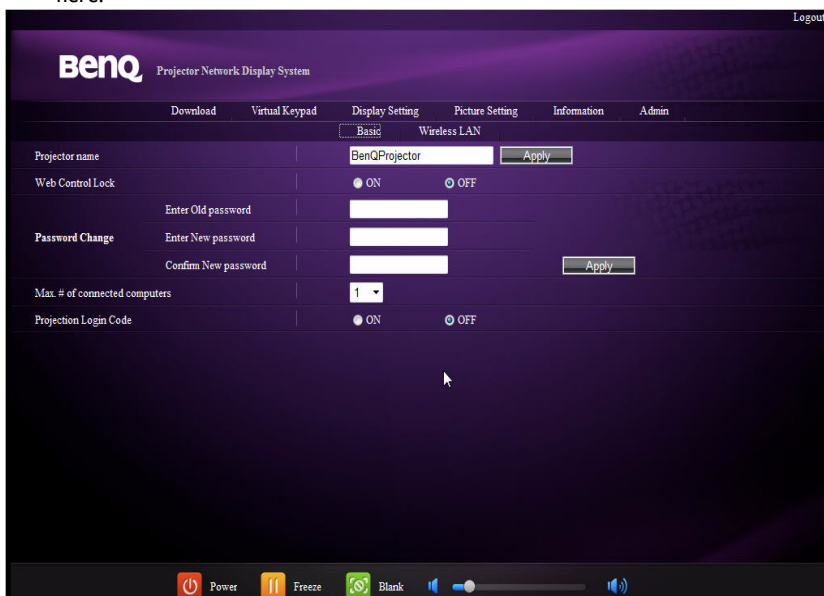 Logout
BenQ Projector Network Display System
Download Virtual Keypad Display Setting Picture Setting Information Admin
Basic Wireless LAN
Projector name BenQProjector Apply
Web Control Lock ON OFF
Enter Old password
Password Change Enter New password
Confirm New password Apply
Max. # of connected computers 1
Projection Login Code ON OFF
Power Freeze Blank